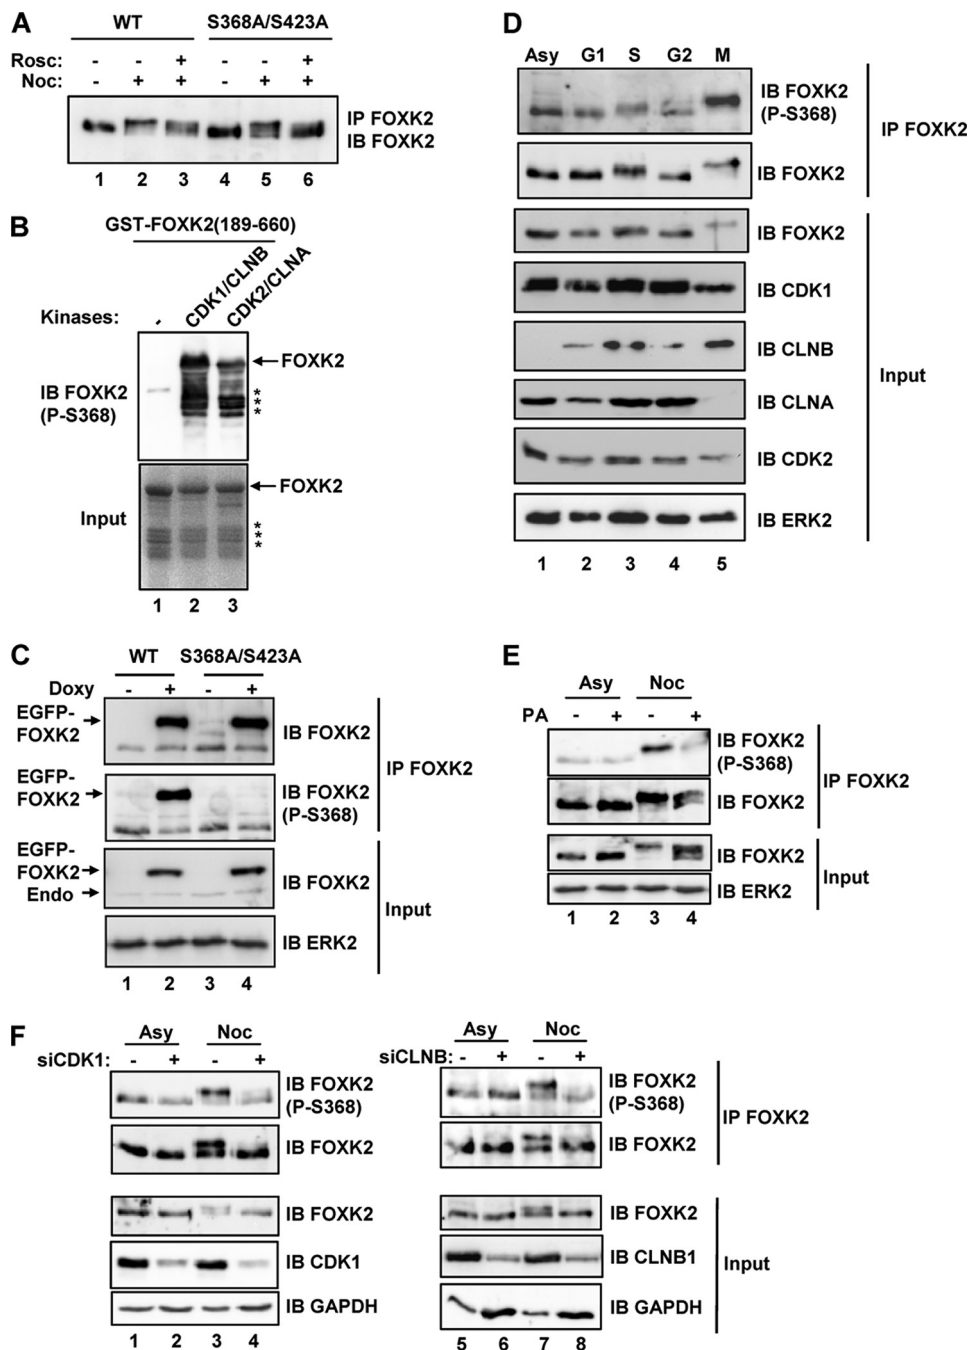 A
WT S368A/S423A
Rosc: - - + - - +
Noc: - + + - + +
IP FOXK2
IB FOXK2
1 2 3 4 5 6
B
GST-FOXK2(189-660)
Kinases: - CDK1/CLNB CDK2/CLNA
FOXK2
IB FOXK2
(P-S368)
*
*
*
FOXK2
Input
*
*
*
1 2 3
C
WT S368A/S423A
Doxy - + - +
EGFP-
FOXK2
IB FOXK2
EGFP-
FOXK2
IB FOXK2
(P-S368)
IP FOXK2
EGFP-
FOXK2
Endo
IB FOXK2
IB ERK2
Input
1 2 3 4
D
Asy G1 S G2 M
IB FOXK2
(P-S368)
IB FOXK2
IP FOXK2
IB FOXK2
IB CDK1
IB CLNB
IB CLNA
IB CDK2
IB ERK2
Input
1 2 3 4 5
E
Asy Noc
PA - + - +
IB FOXK2
(P-S368)
IB FOXK2
IP FOXK2
IB FOXK2
IB ERK2
Input
1 2 3 4
F
Asy Noc
siCDK1: - + - +
IB FOXK2
(P-S368)
IB FOXK2
IB FOXK2
IB CDK1
IB GAPDH
1 2 3 4
Asy Noc
siCLNB: - + - +
IB FOXK2
(P-S368)
IB FOXK2
IP FOXK2
IB FOXK2
IB CLNB1
IB GAPDH
Input
5 6 7 8